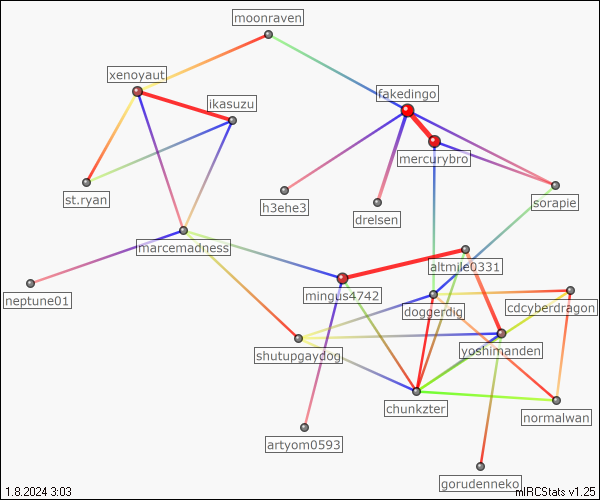 moonraven
xenoyaut
fakedingo
ikasuzu
mercurybro
st.ryan
h3ehe3
sorapie
drelsen
marcemadness
altmile0331
neptune01
mingus4742
doggerdig
cdcyberdragon
shutupgaydog
yoshimanden
chunkzter
normalwan
artyom0593
gorudenneko
1.8.2024 3:03
mIRCStats v1.25